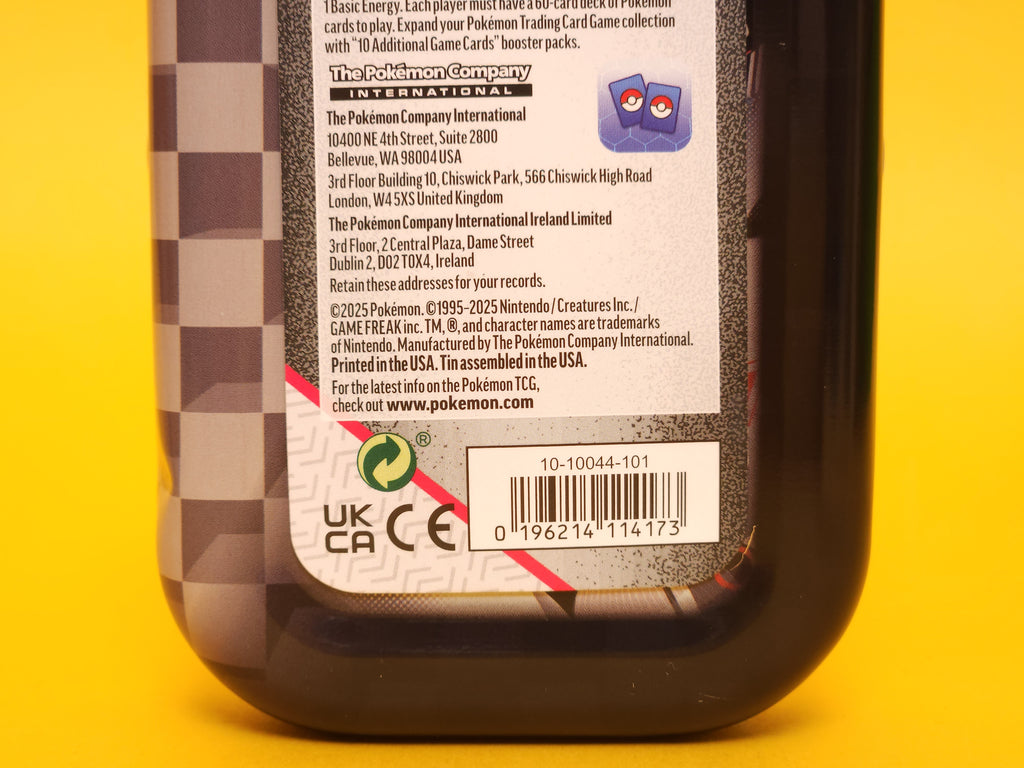 1 Basic Energy. Each player must have a 60-card deck of Pokémon
cards to play. Expand your Pokémon Trading Card Game collection
with “10 Additional Game Cards” booster packs.
The Pokémon Company
INTERNATIONAL
The Pokémon Company International
10400 NE 4th Street, Suite 2800
Bellevue, WA 98004 USA
3rd Floor Building 10, Chiswick Park, 566 Chiswick High Road
London, W4 5XS United Kingdom
The Pokémon Company International Ireland Limited
3rd Floor, 2 Central Plaza, Dame Street
Dublin 2, D02 T0X4, Ireland
Retain these addresses for your records.
©2025 Pokémon. ©1995–2025 Nintendo / Creatures Inc. /
GAME FREAK inc. TM, ®, and character names are trademarks
of Nintendo. Manufactured by The Pokémon Company International.
Printed in the USA. Tin assembled in the USA.
For the latest info on the Pokémon TCG,
check out www.pokemon.com
®
UK
CA
CE
10-10044-101
0 196214 114173